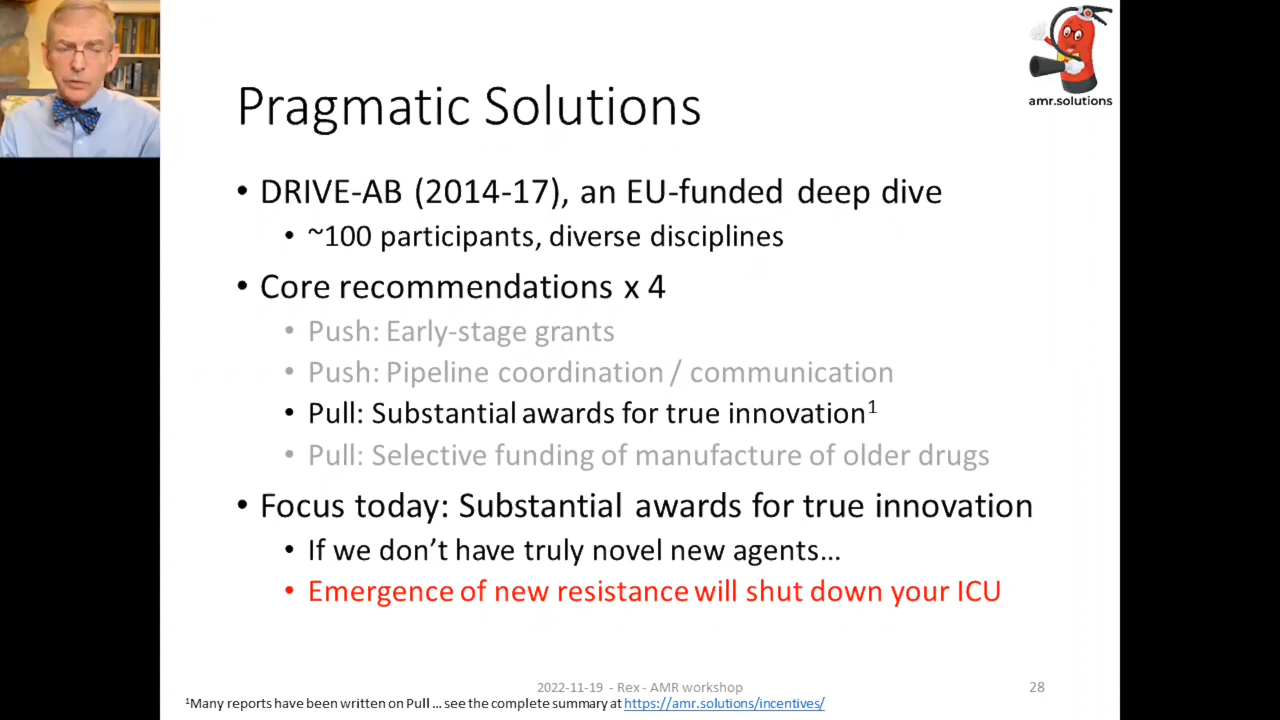 amr.solutions
Pragmatic Solutions
• DRIVE-AB (2014-17), an EU-funded deep dive
• ~100 participants, diverse disciplines
• Core recommendations x 4
• Push: Early-stage grants
• Push: Pipeline coordination / communication
• Pull: Substantial awards for true innovation¹
• Pull: Selective funding of manufacture of older drugs
• Focus today: Substantial awards for true innovation
• If we don’t have truly novel new agents…
• Emergence of new resistance will shut down your ICU
2022-11-19 - Rex - AMR workshop
28
¹Many reports have been written on Pull … see the complete summary at https://amr.solutions/incentives/